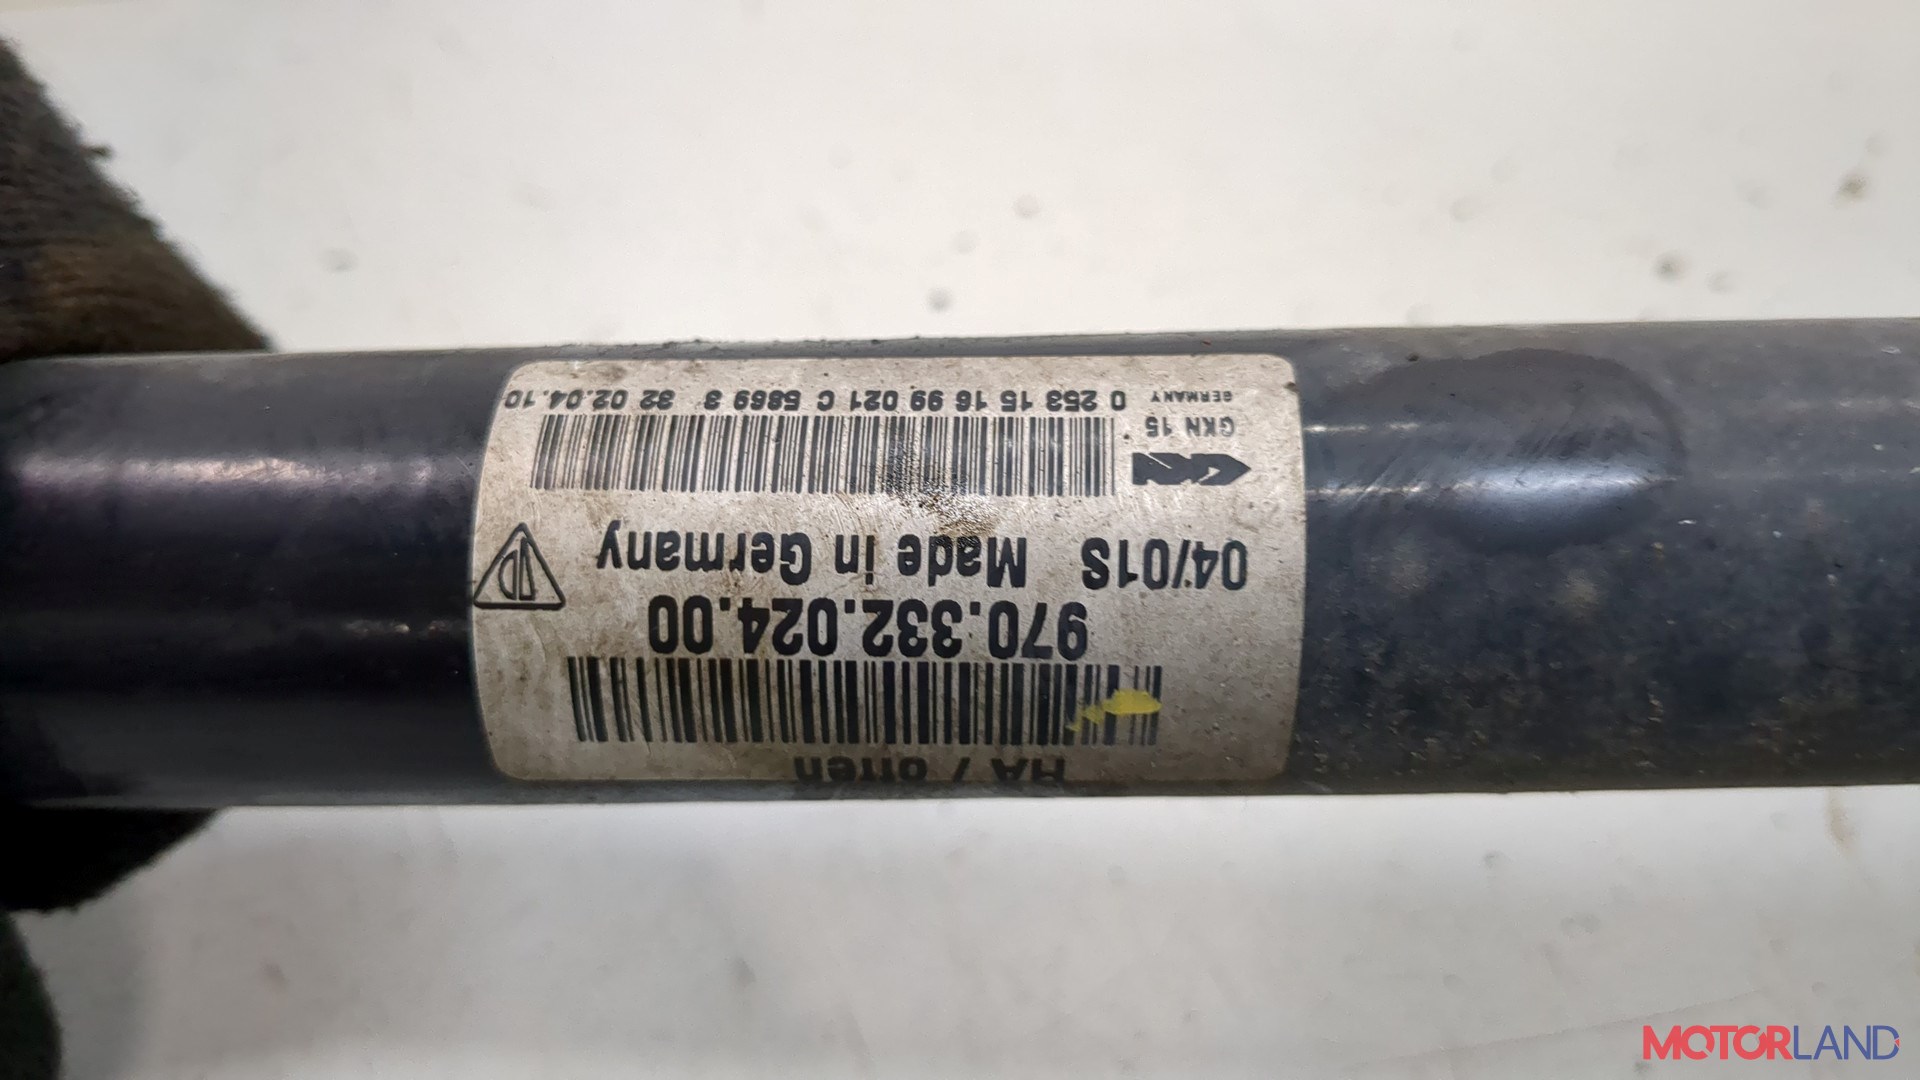 HA / offen
970.332.024.00
04/01S Made in Germany
GKN 15
GERMANY 0 253 15 16 99 021 C 5869 3 32 02.04.10
MOTORLAND